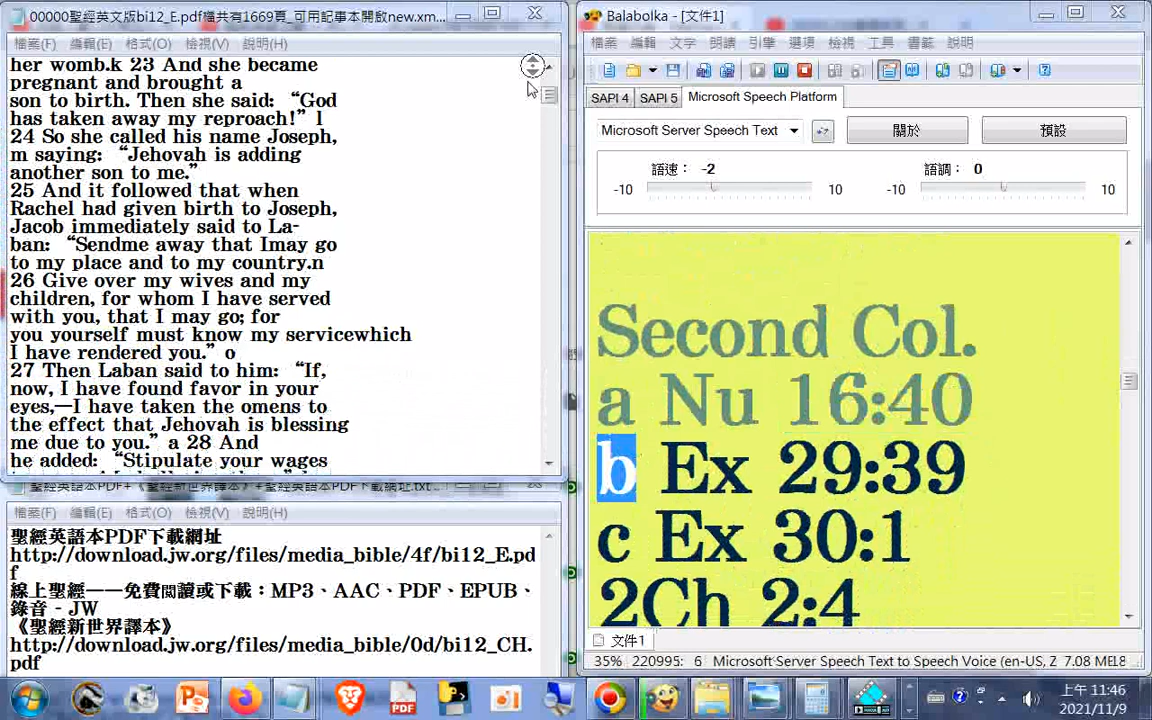 00000聖經英文版bi12_E.pdf檔共有1669頁_可用記事本開啟new.xm...
檔案(F) 編輯(E) 格式(O) 檢視(V) 說明(H)
her womb.k 23 And she became
pregnant and brought a
son to birth. Then she said: “God
has taken away my reproach!” l
24 So she called his name Joseph,
m saying: “Jehovah is adding
another son to me.”
25 And it followed that when
Rachel had given birth to Joseph,
Jacob immediately said to La-
ban: “Sendme away that Imay go
to my place and to my country.n
26 Give over my wives and my
children, for whom I have served
with you, that I may go; for
you yourself must know my servicewhich
I have rendered you.” o
27 Then Laban said to him: “If,
now, I have found favor in your
eyes,—I have taken the omens to
the effect that Jehovah is blessing
me due to you.” a 28 And
he added: “Stipulate your wages
聖經英語本PDF+《聖經新世界譯本》+聖經英語本PDF下載網址.txt...
檔案(F) 編輯(E) 格式(O) 檢視(V) 說明(H)
聖經英語本PDF下載網址
http://download.jw.org/files/media_bible/4f/bi12_E.pd
f
線上聖經——免費閱讀或下載：MP3、AAC、PDF、EPUB、
錄音 - JW
《聖經新世界譯本》
http://download.jw.org/files/media_bible/0d/bi12_CH.
pdf
Balabolka - [文件1]
檔案 編輯 文字 朗讀 引擎 選項 檢視 工具 書籤 說明
SAPI 4 SAPI 5 Microsoft Speech Platform
Microsoft Server Speech Text 關於 預設
語速： -2 語調： 0
-10 10 -10 10
Second Col.
a Nu 16:40
b Ex 29:39
c Ex 30:1
2Ch 2:4
文件1
35% 220995: 6 Microsoft Server Speech Text to Speech Voice (en-US, Z 7.08 MEL8
上午 11:46
2021/11/9